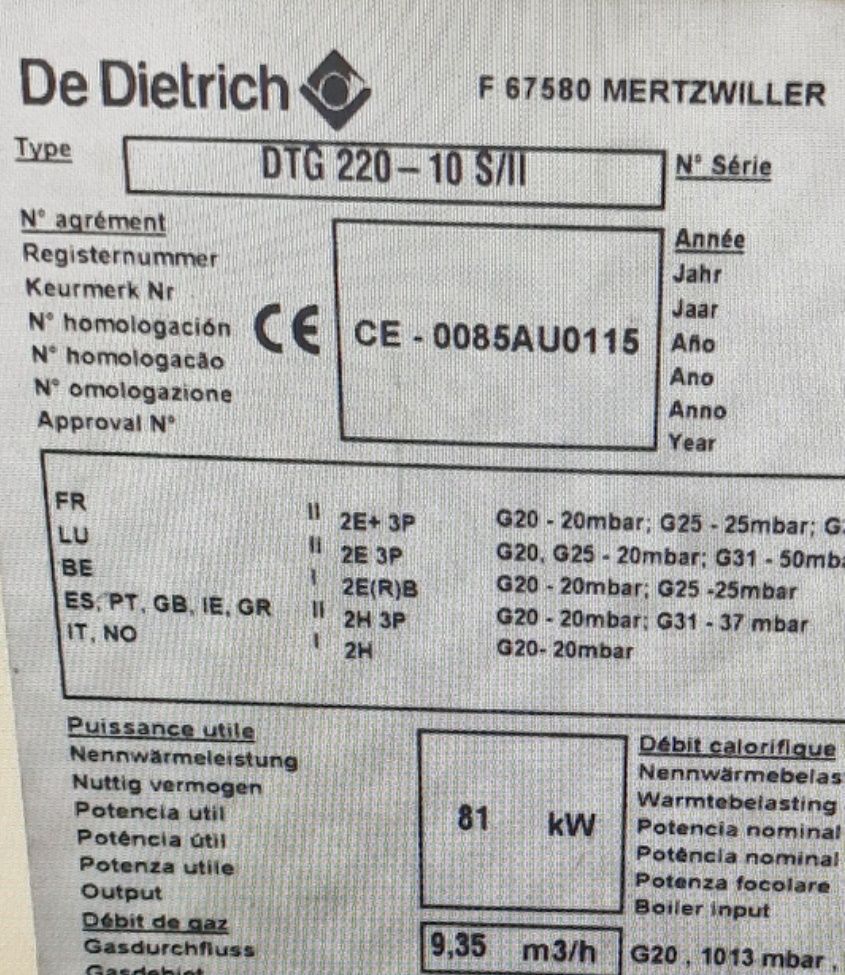 De Dietrich F 67580 MERTZWILLER
Type DTG 220 – 10 S/II N° Série
N° agrément
Registernummer
Keurmerk Nr
N° homologación
N° homologacão
N° omologazione
Approval N°
CE CE - 0085AU0115
Année
Jahr
Jaar
Año
Ano
Anno
Year
FR II 2E+ 3P G20 - 20mbar; G25 - 25mbar;
LU II 2E 3P G20, G25 - 20mbar; G31 - 50mba
BE I 2E(R)B G20 - 20mbar; G25 -25mbar
ES, PT, GB, IE, GR II 2H 3P G20 - 20mbar; G31 - 37 mbar
IT, NO I 2H G20- 20mbar
Puissance utile
Nennwärmeleistung
Nuttig vermogen
Potencia util
Potência útil
Potenza utile
Output
81 kW
Débit calorifique
Nennwärmebelas
Warmtebelasting
Potencia nominal
Potência nominal
Potenza focolare
Boiler input
Débit de gaz
Gasdurchfluss
Gasdebiet
9,35 m3/h G20 , 1013 mbar ,